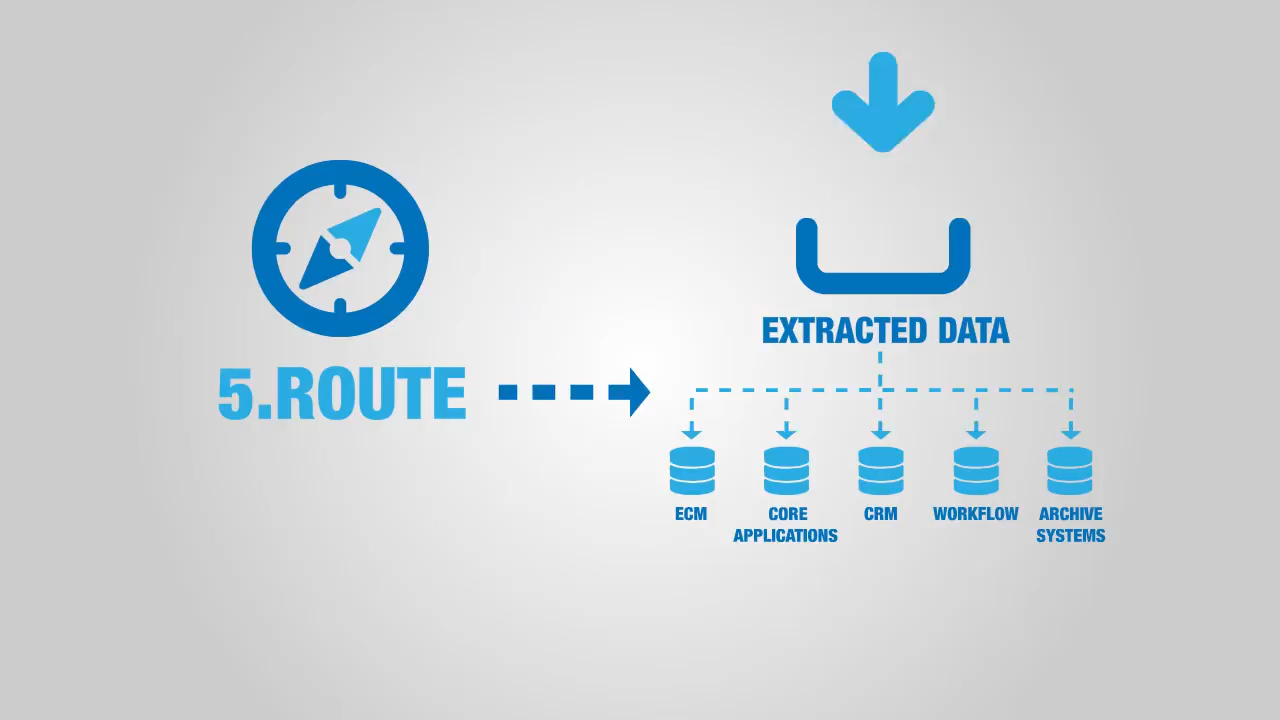 5.ROUTE
EXTRACTED DATA
ECM
CORE
APPLICATIONS
CRM
WORKFLOW
ARCHIVE
SYSTEMS